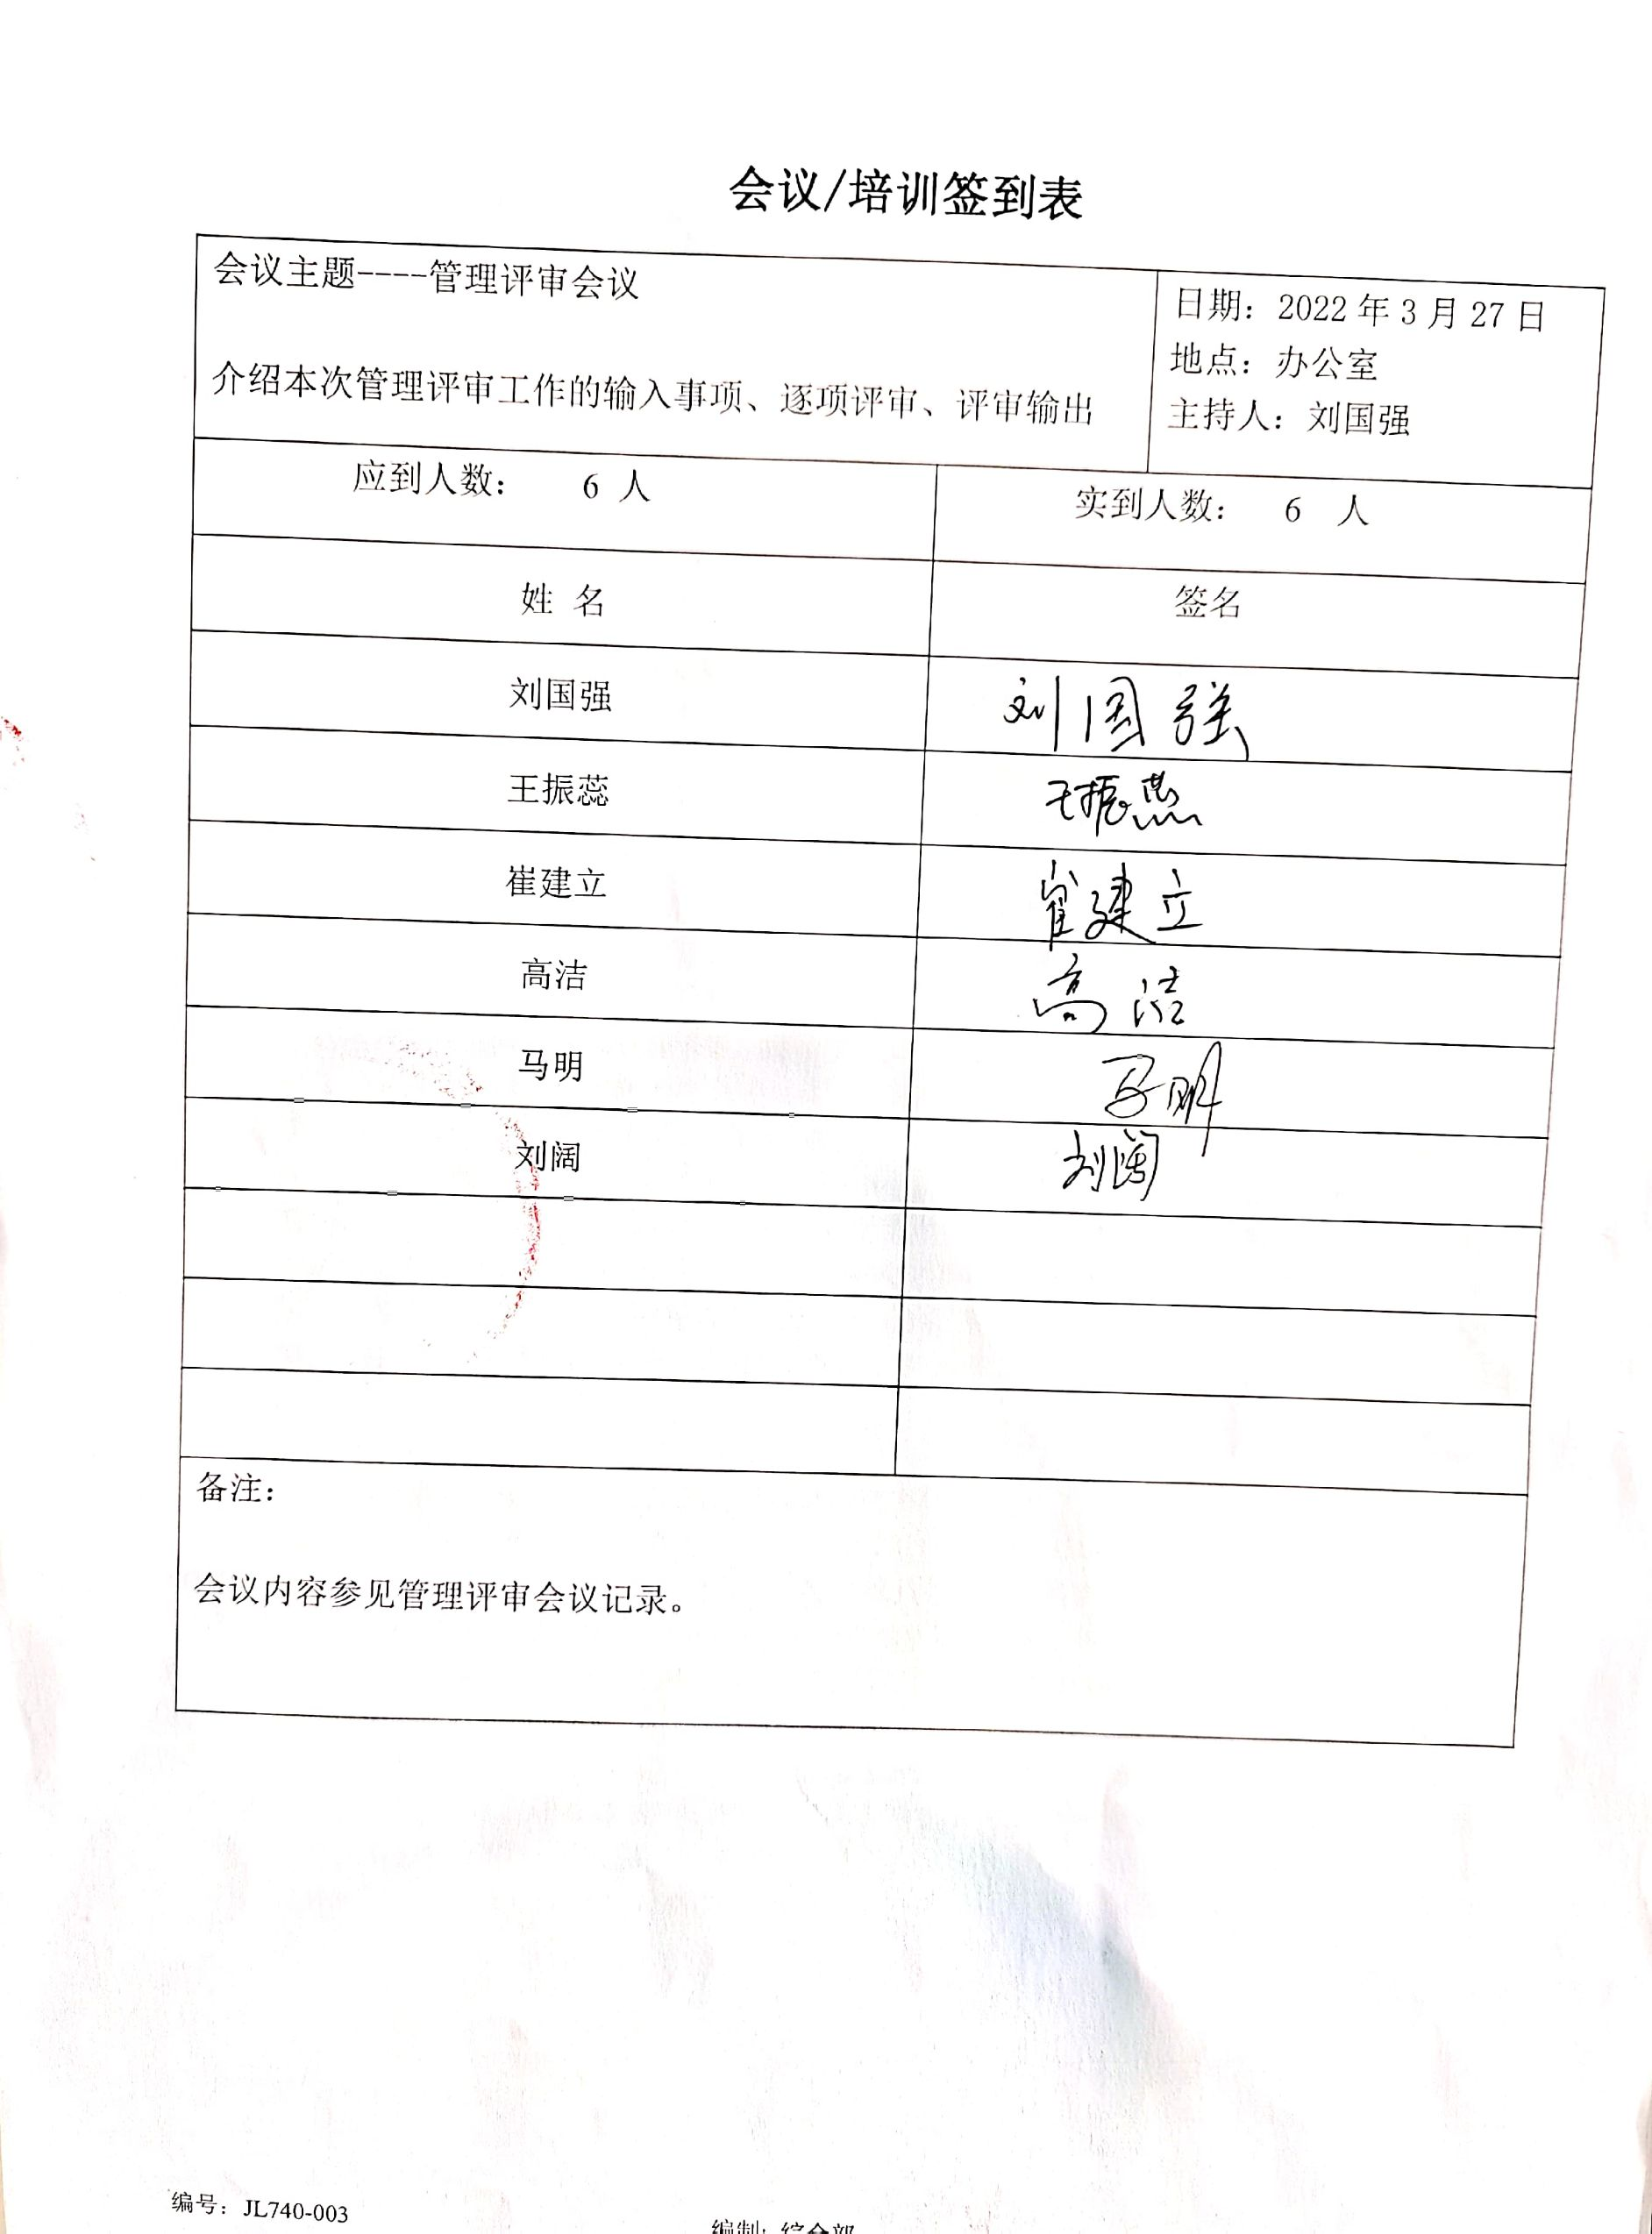 会议/培训签到表
会议主题----管理评审会议
介绍本次管理评审工作的输入事项、逐项评审、评审输出
日期：2022 年 3 月 27 日
地点：办公室
主持人：刘国强
应到人数： 6 人
实到人数： 6 人
姓 名
签名
刘国强
刘国强
王振蕊
王振燕
崔建立
崔建立
高洁
高洁
马明
马明
刘阔
刘阔
备注：
会议内容参见管理评审会议记录。
编号：JL740-003
编制：综合部